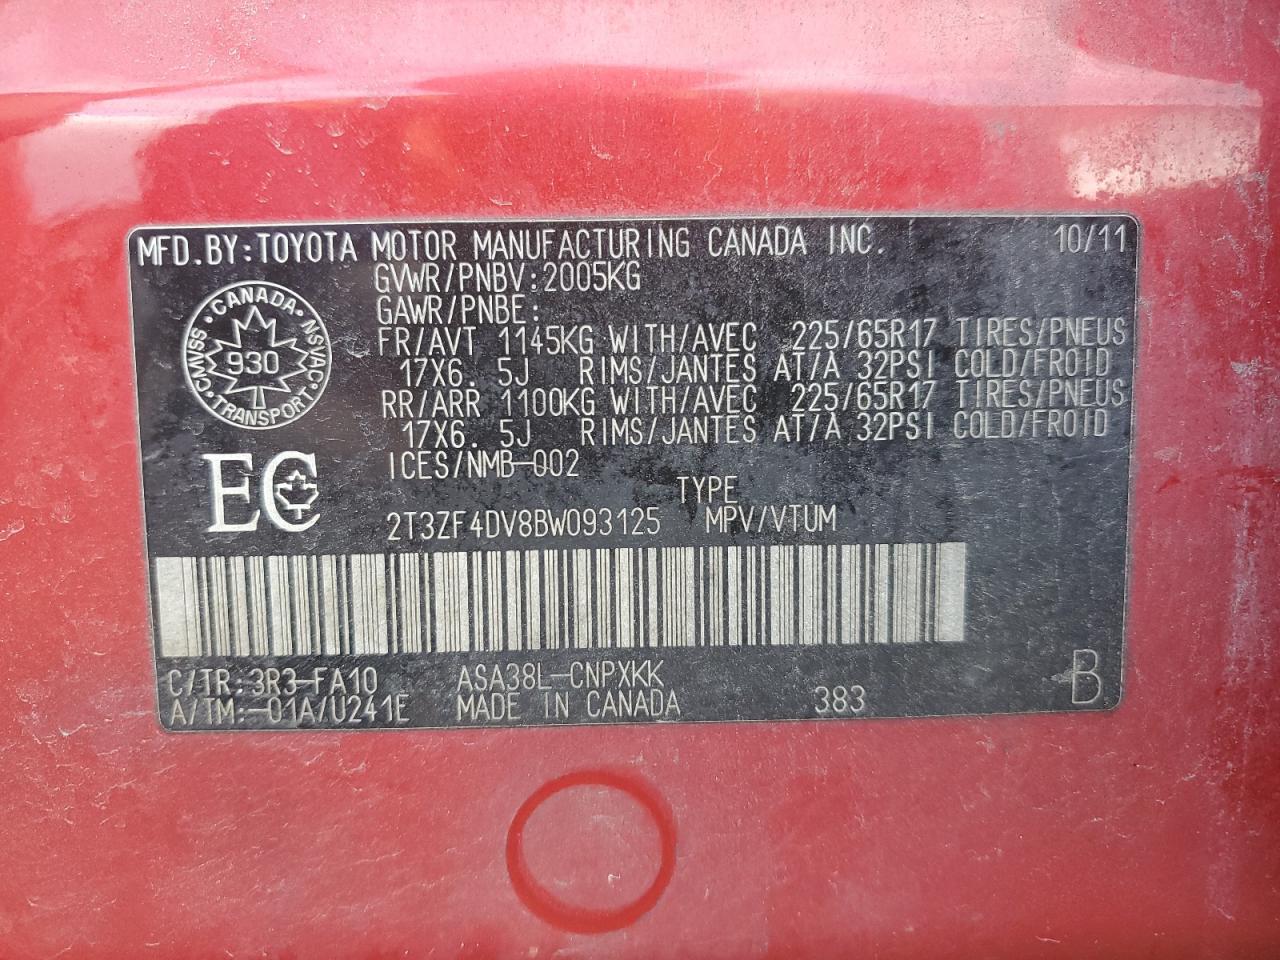 MFD.BY:TOYOTA MOTOR MANUFACTURING CANADA INC. 10/11
GVWR/PNBV:2005KG
GAWR/PNBE:
FR/AVT 1145KG WITH/AVEC 225/65R17 TIRES/PNEUS
17X6. 5J RIMS/JANTES AT/A 32PSI COLD/FROID
RR/ARR 1100KG WITH/AVEC 225/65R17 TIRES/PNEUS
17X6. 5J RIMS/JANTES AT/A 32PSI COLD/FROID
ICES/NMB-002
CANADA
CMVSS NSVAC
930
TRANSPORT
EC
TYPE
2T3ZF4DV8BW093125 MPV/VTUM
C/TR:3R3-FA10 ASA38L-CNPXKK
A/TM:-01A/U241E MADE IN CANADA 383 B